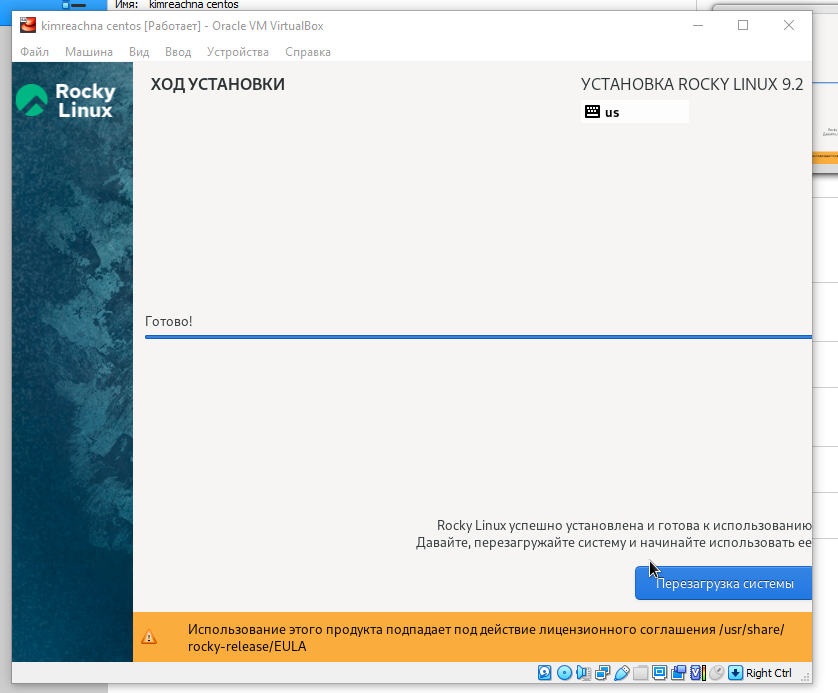 Имя: kimreachna centos
kimreachna centos [Работает] - Oracle VM VirtualBox
Файл Машина Вид Ввод Устройства Справка
Rocky
Linux
ХОД УСТАНОВКИ
УСТАНОВКА ROCKY LINUX 9.2
us
Готово!
Rocky Linux успешно установлена и готова к использованию
Давайте, перезагружайте систему и начинайте использовать ее
Перезагрузка системы
Использование этого продукта подпадает под действие лицензионного соглашения /usr/share/
rocky-release/EULA
Right Ctrl